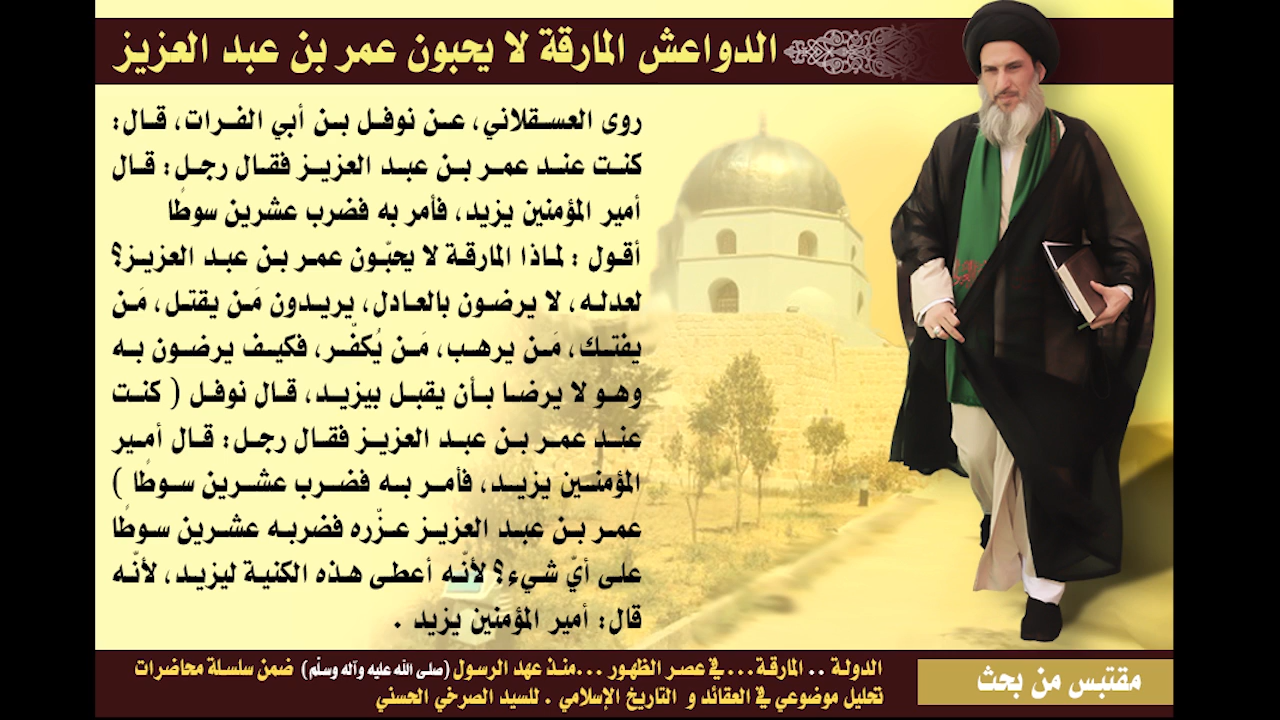 الدواعش المارقة لا يحبون عمر بن عبد العزيز
روى العسقلاني، عن نوفل بن أبي الفرات، قال:
كنت عند عمر بن عبد العزيز فقال رجل: قال
أمير المؤمنين يزيد، فأمر به فضرب عشرين سوطًا
أقول : لماذا المارقة لا يحبّون عمر بن عبد العزيز؟
لعدله، لا يرضون بالعادل، يريدون مَن يقتل، مَن
يفتك، مَن يرهب، مَن يُكفّر، فكيف يرضون به
وهو لا يرضا بأن يقبل بيزيد، قال نوفل ( كنت
عند عمر بن عبد العزيز فقال رجل: قال أمير
المؤمنين يزيد، فأمر به فضرب عشرين سوطًا )
عمر بن عبد العزيز عزّره فضربه عشرين سوطًا
على أيّ شيء؟ لأنّه أعطى هذه الكنية ليزيد، لأنّه
قال: أمير المؤمنين يزيد .
مقتبس من بحث
الدولة .. المارقة...في عصر الظهور ...منذ عهد الرسول (صلى الله عليه وآله وسلّم) ضمن سلسلة محاضرات
تحليل موضوعي في العقائد و التاريخ الإسلامي . للسيد الصرخي الحسني